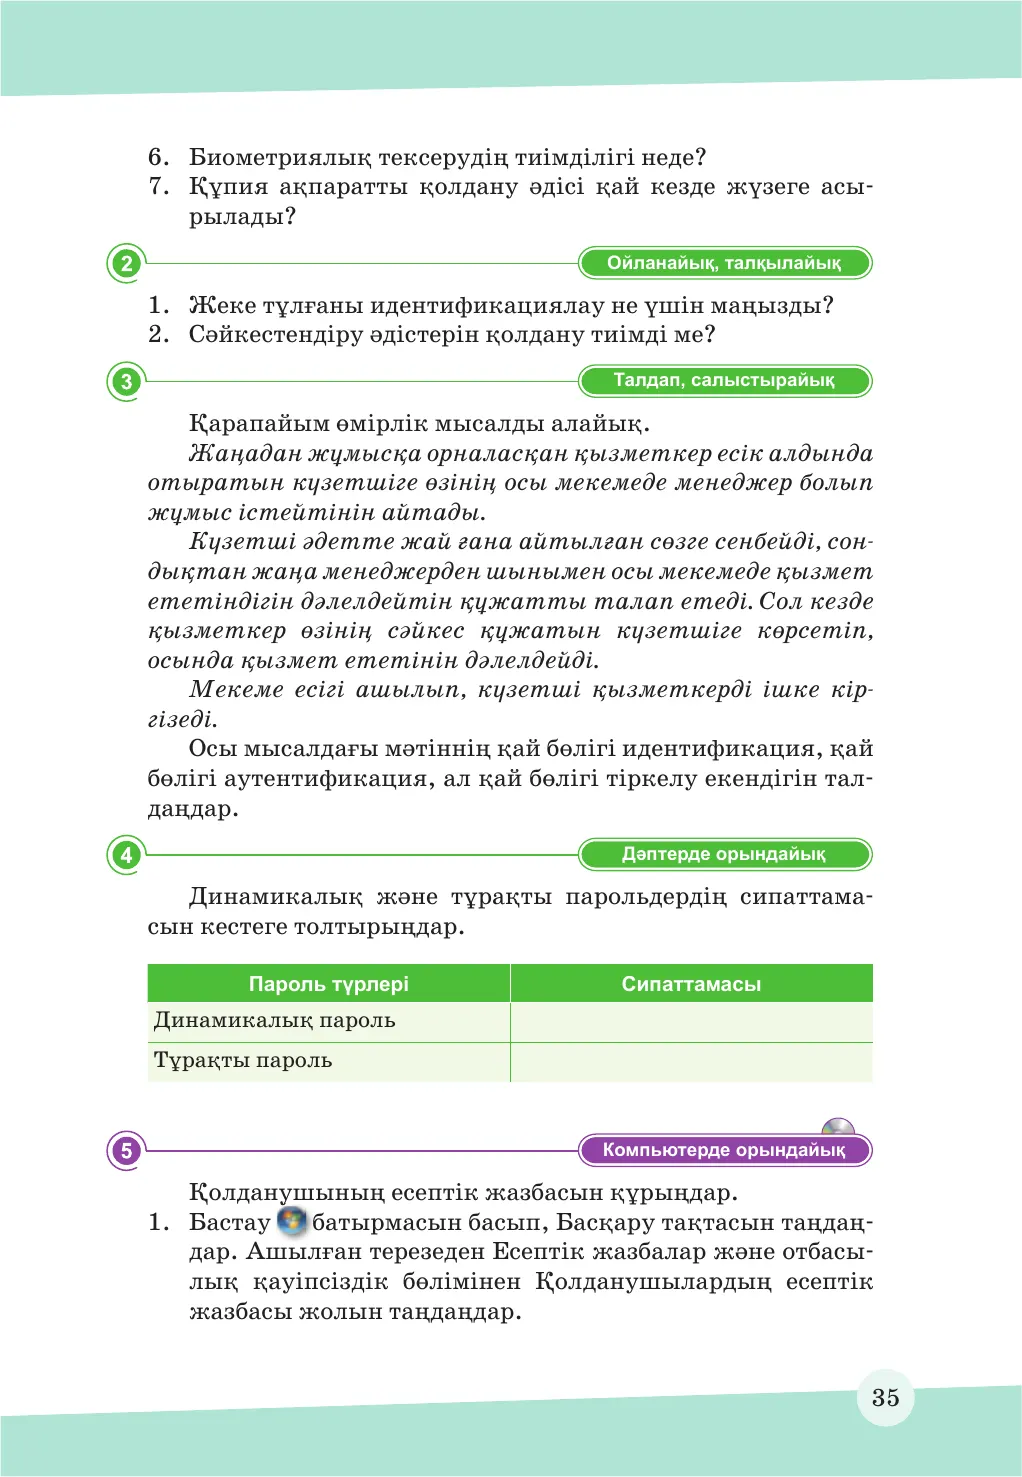 6. Биометриялық тексерудің тиімділігі неде?
7. Құпия ақпаратты қолдану әдісі қай кезде жүзеге асы-
рылады?
2 Ойланайық, талқылайық
1. Жеке тұлғаны идентификациялау не үшін маңызды?
2. Сәйкестендіру әдістерін қолдану тиімді ме?
3 Талдап, салыстырайық
Қарапайым өмірлік мысалды алайық.
Жаңадан жұмысқа орналасқан қызметкер есік алдында
отыратын күзетшіге өзінің осы мекемеде менеджер болып
жұмыс істейтінін айтады.
Күзетші әдетте жай ғана айтылған сөзге сенбейді, сон-
дықтан жаңа менеджерден шынымен осы мекемеде қызмет
ететіндігін дәлелдейтін құжатты талап етеді. Сол кезде
қызметкер өзінің сәйкес құжатын күзетшіге көрсетіп,
осында қызмет ететінін дәлелдейді.
Мекеме есігі ашылып, күзетші қызметкерді ішке кір-
гізеді.
Осы мысалдағы мәтіннің қай бөлігі идентификация, қай
бөлігі аутентификация, ал қай бөлігі тіркелу екендігін тал-
даңдар.
4 Дәптерде орындайық
Динамикалық және тұрақты парольдердің сипаттама-
сын кестеге толтырыңдар.
Пароль түрлері Сипаттамасы
Динамикалық пароль
Тұрақты пароль
5 Компьютерде орындайық
Қолданушының есептік жазбасын құрыңдар.
1. Бастау батырмасын басып, Басқару тақтасын таңдаң-
дар. Ашылған терезеден Есептік жазбалар және отбасы-
лық қауіпсіздік бөлімінен Қолданушылардың есептік
жазбасы жолын таңдаңдар.
35